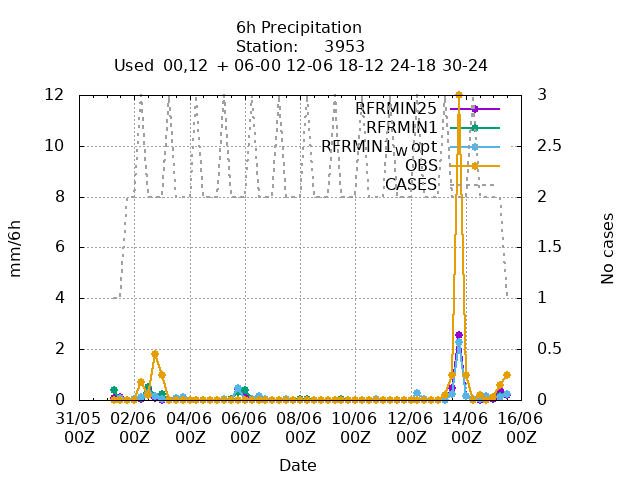 6h Precipitation
Station: 3953
Used 00,12 + 06-00 12-06 18-12 24-18 30-24
12 3
RFRMIN25
RFRMIN1
10 2.5
RFRMIN1w opt
OBS
CASES
8 2
6 1.5
4 1
2 0.5
0 0
mm/6h
No cases
31/05 02/06 04/06 06/06 08/06 10/06 12/06 14/06 16/06
00Z 00Z 00Z 00Z 00Z 00Z 00Z 00Z 00Z
Date